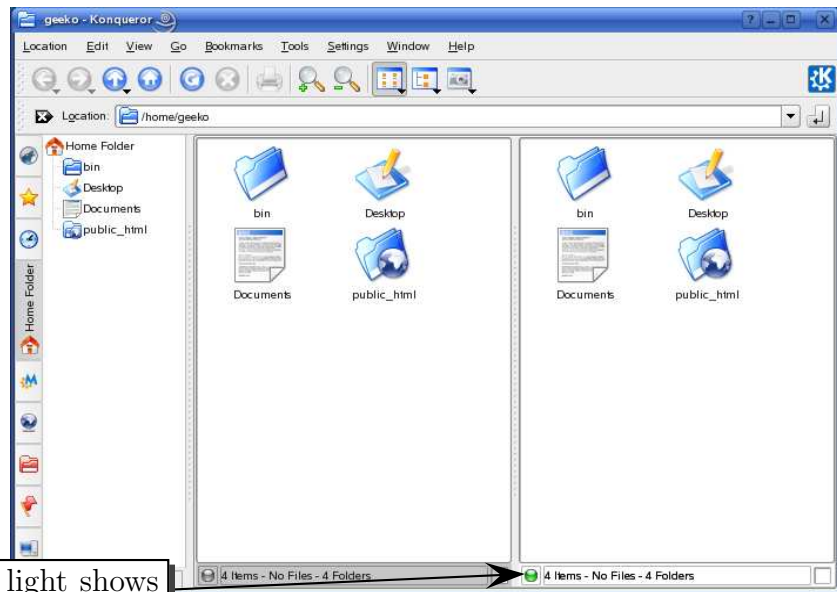 geeko - Konqueror
Location Edit View Go Bookmarks Tools Settings Window Help
Location: /home/geeko
Home Folder
bin
Desktop
Documents
public_html
Home Folder
bin
Desktop
Documents
public_html
bin
Desktop
Documents
public_html
4 Items - No Files - 4 Folders
4 Items - No Files - 4 Folders
light shows